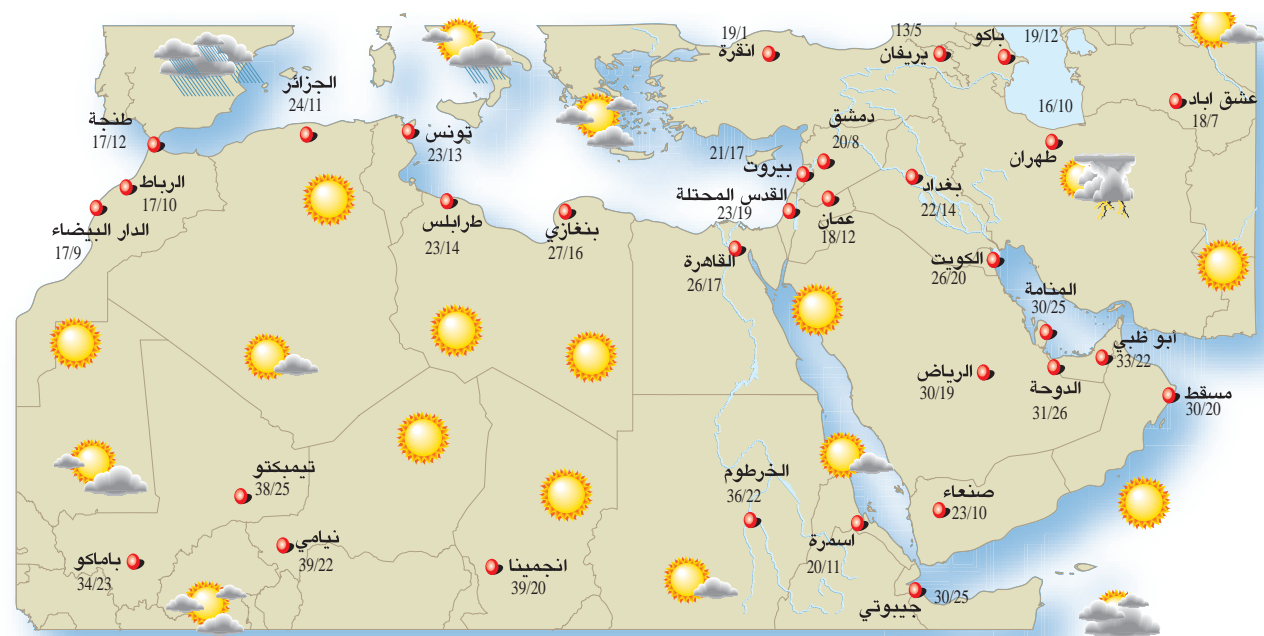 19/1
انقرة
13/5
يريفان
باكو
19/12
عشق اباد
18/7
16/10
طهران
الجزائر
24/11
طنجة
17/12
تونس
23/13
دمشق
20/8
21/17
بيروت
بغداد
22/14
الرباط
17/10
القدس المحتلة
23/19
عمان
18/12
الدار البيضاء
17/9
طرابلس
23/14
بنغازي
27/16
القاهرة
26/17
الكويت
26/20
المنامة
30/25
أبو ظبي
33/22
الرياض
30/19
الدوحة
31/26
مسقط
30/20
تيمبكتو
38/25
الخرطوم
36/22
صنعاء
23/10
نيامي
39/22
باماكو
34/23
انجمينا
39/20
اسمرة
20/11
30/25
جيبوتي